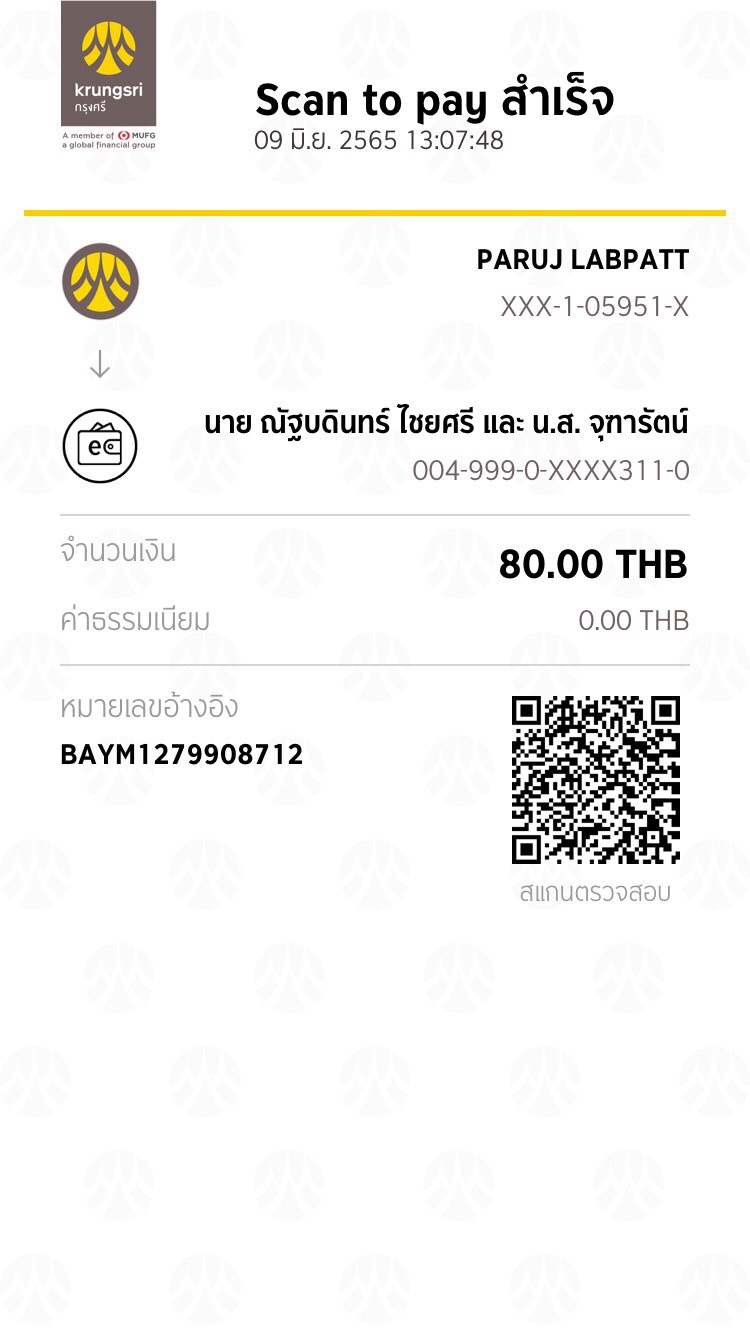 krungsri
กรุงศรี
A member of MUFG
a global financial group
Scan to pay สำเร็จ
09 มิ.ย. 2565 13:07:48
PARUJ LABPATT
XXX-1-05951-X
นาย ณัฐบดินทร์ ไชยศรี และ น.ส. จุฑารัตน์
004-999-0-XXXX311-0
จำนวนเงิน
80.00 THB
ค่าธรรมเนียม
0.00 THB
หมายเลขอ้างอิง
BAYM1279908712
สแกนตรวจสอบ